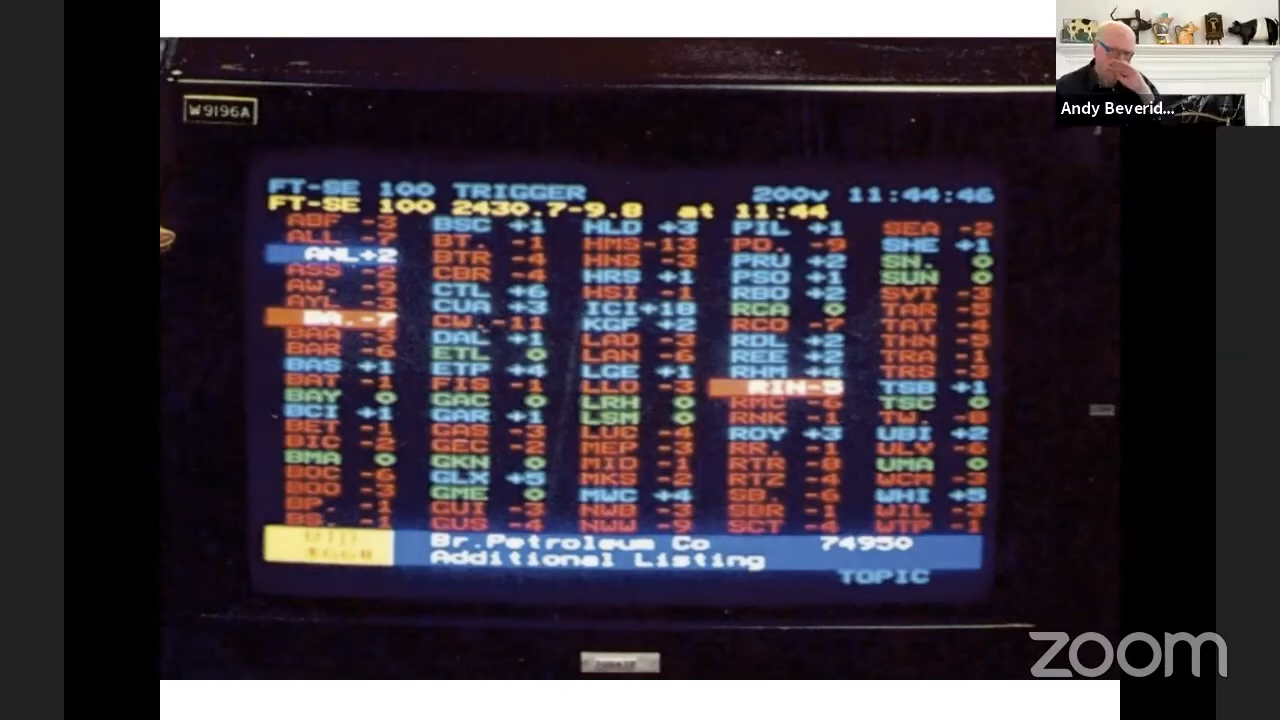 Andy Beverid...
W9196A
FT-SE 100 TRIGGER 200v 11:44:46
FT-SE 100 2430.7-9.8 at 11:44
ABF -3 BSC +1 HLD +3 PIL +1 SEA -2
ALL -7 BT. -1 HMS-13 PO. -9 SHE +1
ANL+2 BTR -4 HNS -3 PRU +2 SN. 0
ASS -2 CBR -4 HRS +1 PSO +1 SUN 0
AW. -9 CTL +6 HSI -1 RBO +2 SVT -3
AYL -3 CUA +3 ICI+18 RCA 0 TAR -5
BA.-7 CW.-11 KGF +2 RCO -7 TAT -4
BAA -3 DAL +1 LAD -3 RDL +2 THN -5
BAR -6 ETL 0 LAN -6 REE +2 TRA -1
BAS +1 ETP +4 LGE +1 RHM +4 TRS -3
BAT -1 FIS -1 LLO -3 RIN-5 TSB +1
BAY 0 GAC 0 LRH 0 RMC -6 TSC 0
BCI +1 GAR +1 LSM 0 RNK -1 TW. -8
BET -1 GAS -3 LUC -4 ROY +3 UBI +2
BIC -2 GEC -2 MEP -3 RR. -1 ULV -6
BMA 0 GKN 0 MID -1 RTR -8 UMA 0
BOC -6 GLX +5 MKS -2 RTZ -4 WCM -3
BOO -3 GME 0 MWC +4 SB. -6 WHI +5
BP. -1 GUI -3 NWB -3 SBR -1 WIL -3
BS. -1 GUS -4 NWW -9 SCT -4 WTP -1
Br.Petroleum Co 74950
Additional Listing
TOPIC
zoom